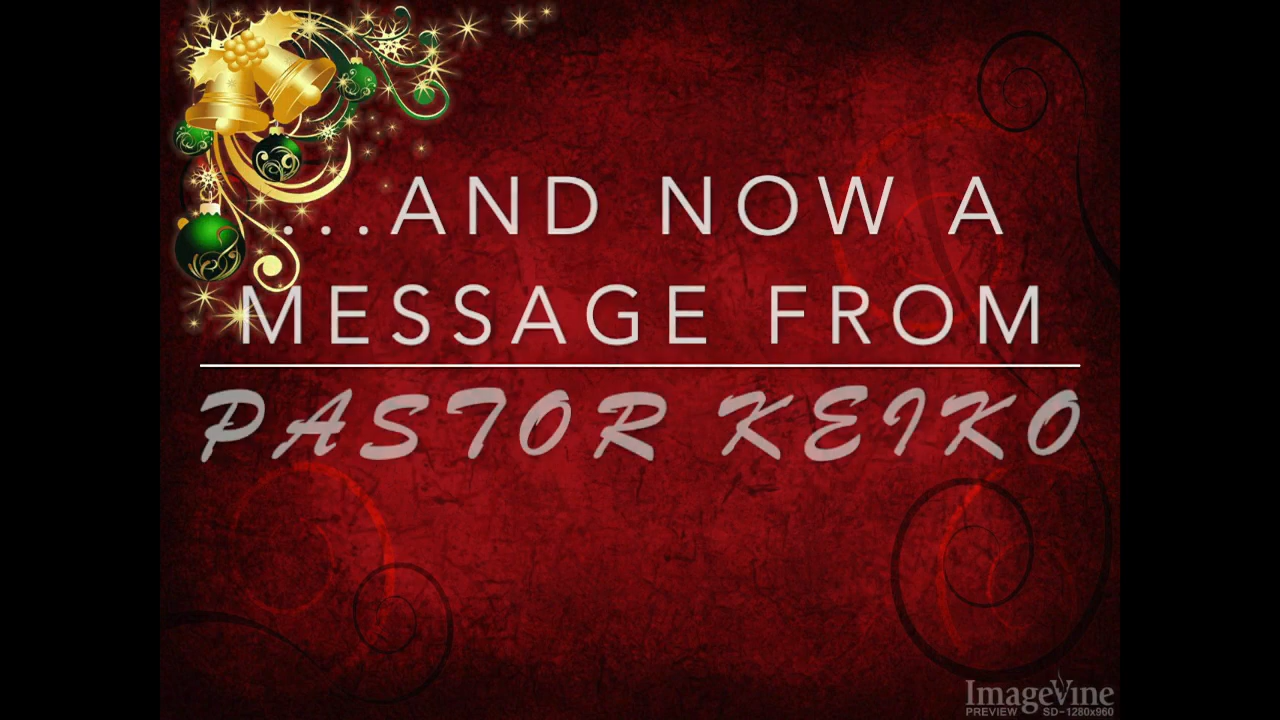 ...AND NOW A
MESSAGE FROM
PASTOR KEIKO
ImageVine
PREVIEW SD-1280x960